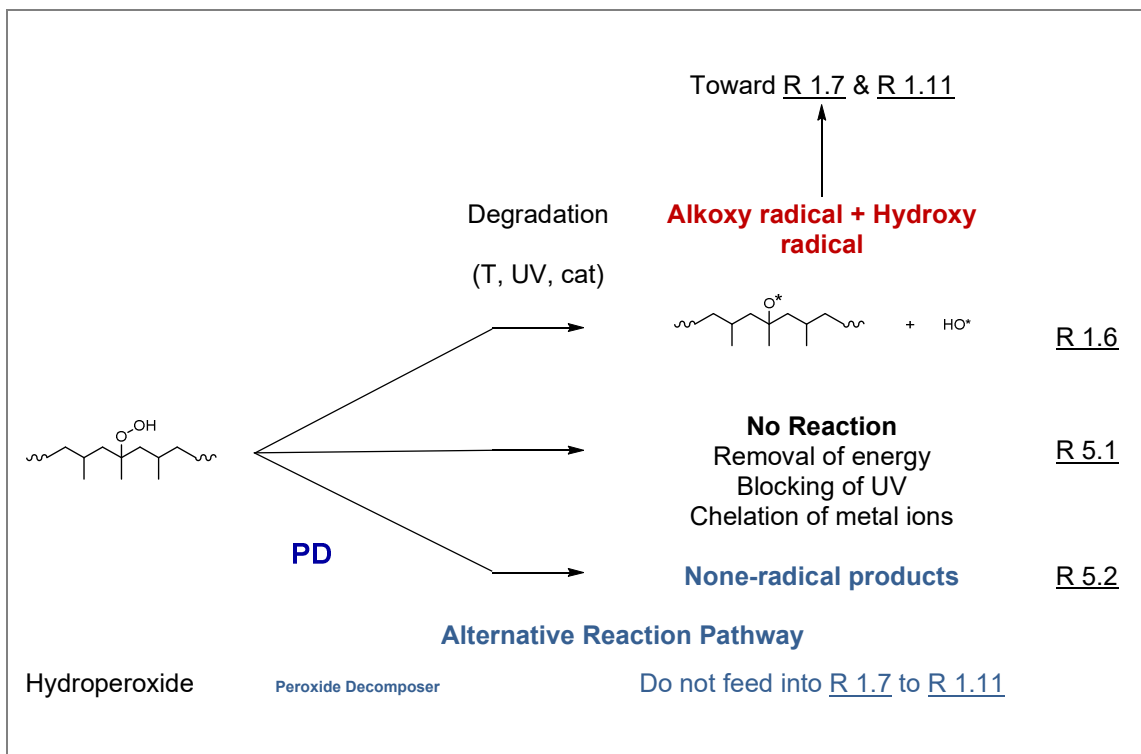 Toward R 1.7 & R 1.11
Degradation
Alkoxy radical + Hydroxy
radical
(T, UV, cat)
O*
+ HO*
R 1.6
O OH
No Reaction
Removal of energy
Blocking of UV
Chelation of metal ions
R 5.1
PD
None-radical products
R 5.2
Alternative Reaction Pathway
Hydroperoxide
Peroxide Decomposer
Do not feed into R 1.7 to R 1.11